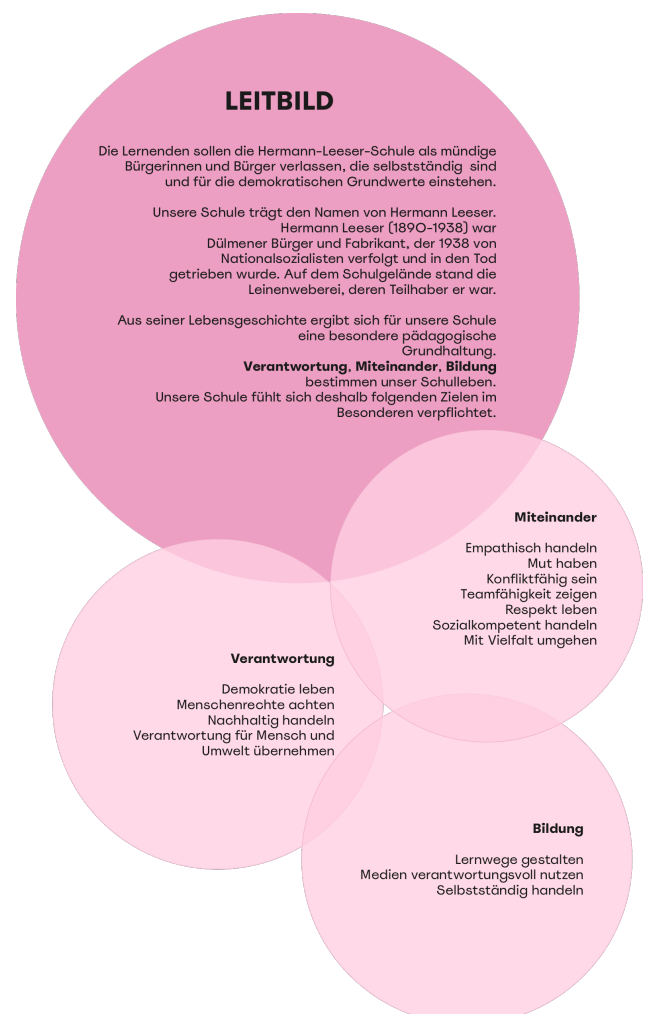 LEITBILD
Die Lernenden sollen die Hermann-Leeser-Schule als mündige
Bürgerinnen und Bürger verlassen, die selbstständig sind
und für die demokratischen Grundwerte einstehen.
Unsere Schule trägt den Namen von Hermann Leeser.
Hermann Leeser (1890-1938) war
Dülmener Bürger und Fabrikant, der 1938 von
Nationalsozialisten verfolgt und in den Tod
getrieben wurde. Auf dem Schulgelände stand die
Leinenweberei, deren Teilhaber er war.
Aus seiner Lebensgeschichte ergibt sich für unsere Schule
eine besondere pädagogische
Grundhaltung.
Verantwortung, Miteinander, Bildung
bestimmen unser Schulleben.
Unsere Schule fühlt sich deshalb folgenden Zielen im
Besonderen verpflichtet.
Miteinander
Empathisch handeln
Mut haben
Konfliktfähig sein
Teamfähigkeit zeigen
Respekt leben
Sozialkompetent handeln
Mit Vielfalt umgehen
Verantwortung
Demokratie leben
Menschenrechte achten
Nachhaltig handeln
Verantwortung für Mensch und
Umwelt übernehmen
Bildung
Lernwege gestalten
Medien verantwortungsvoll nutzen
Selbstständig handeln